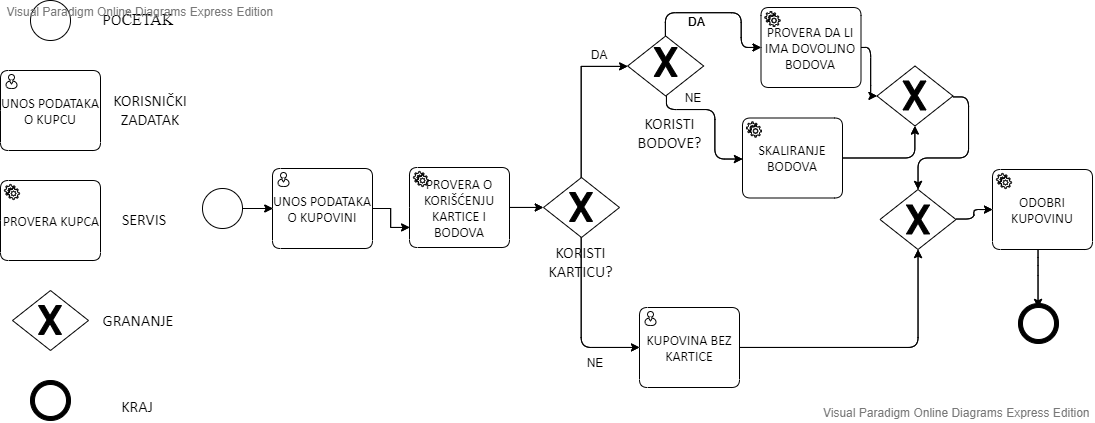 Visual Paradigm Online Diagrams Express Edition
POČETAK
UNOS PODATAKA
O KUPCU
KORISNIČKI
ZADATAK
PROVERA KUPCA
SERVIS
X
GRANANJE
KRAJ
UNOS PODATAKA
O KUPOVINI
PROVERA O
KORIŠĆENJU
KARTICE I
BODOVA
X
KORISTI
KARTICU?
DA
NE
X
KORISTI
BODOVE?
DA
NE
PROVERA DA LI
IMA DOVOLJNO
BODOVA
SKALIRANJE
BODOVA
X
KUPOVINA BEZ
KARTICE
X
ODOBRI
KUPOVINU
Visual Paradigm Online Diagrams Express Edition